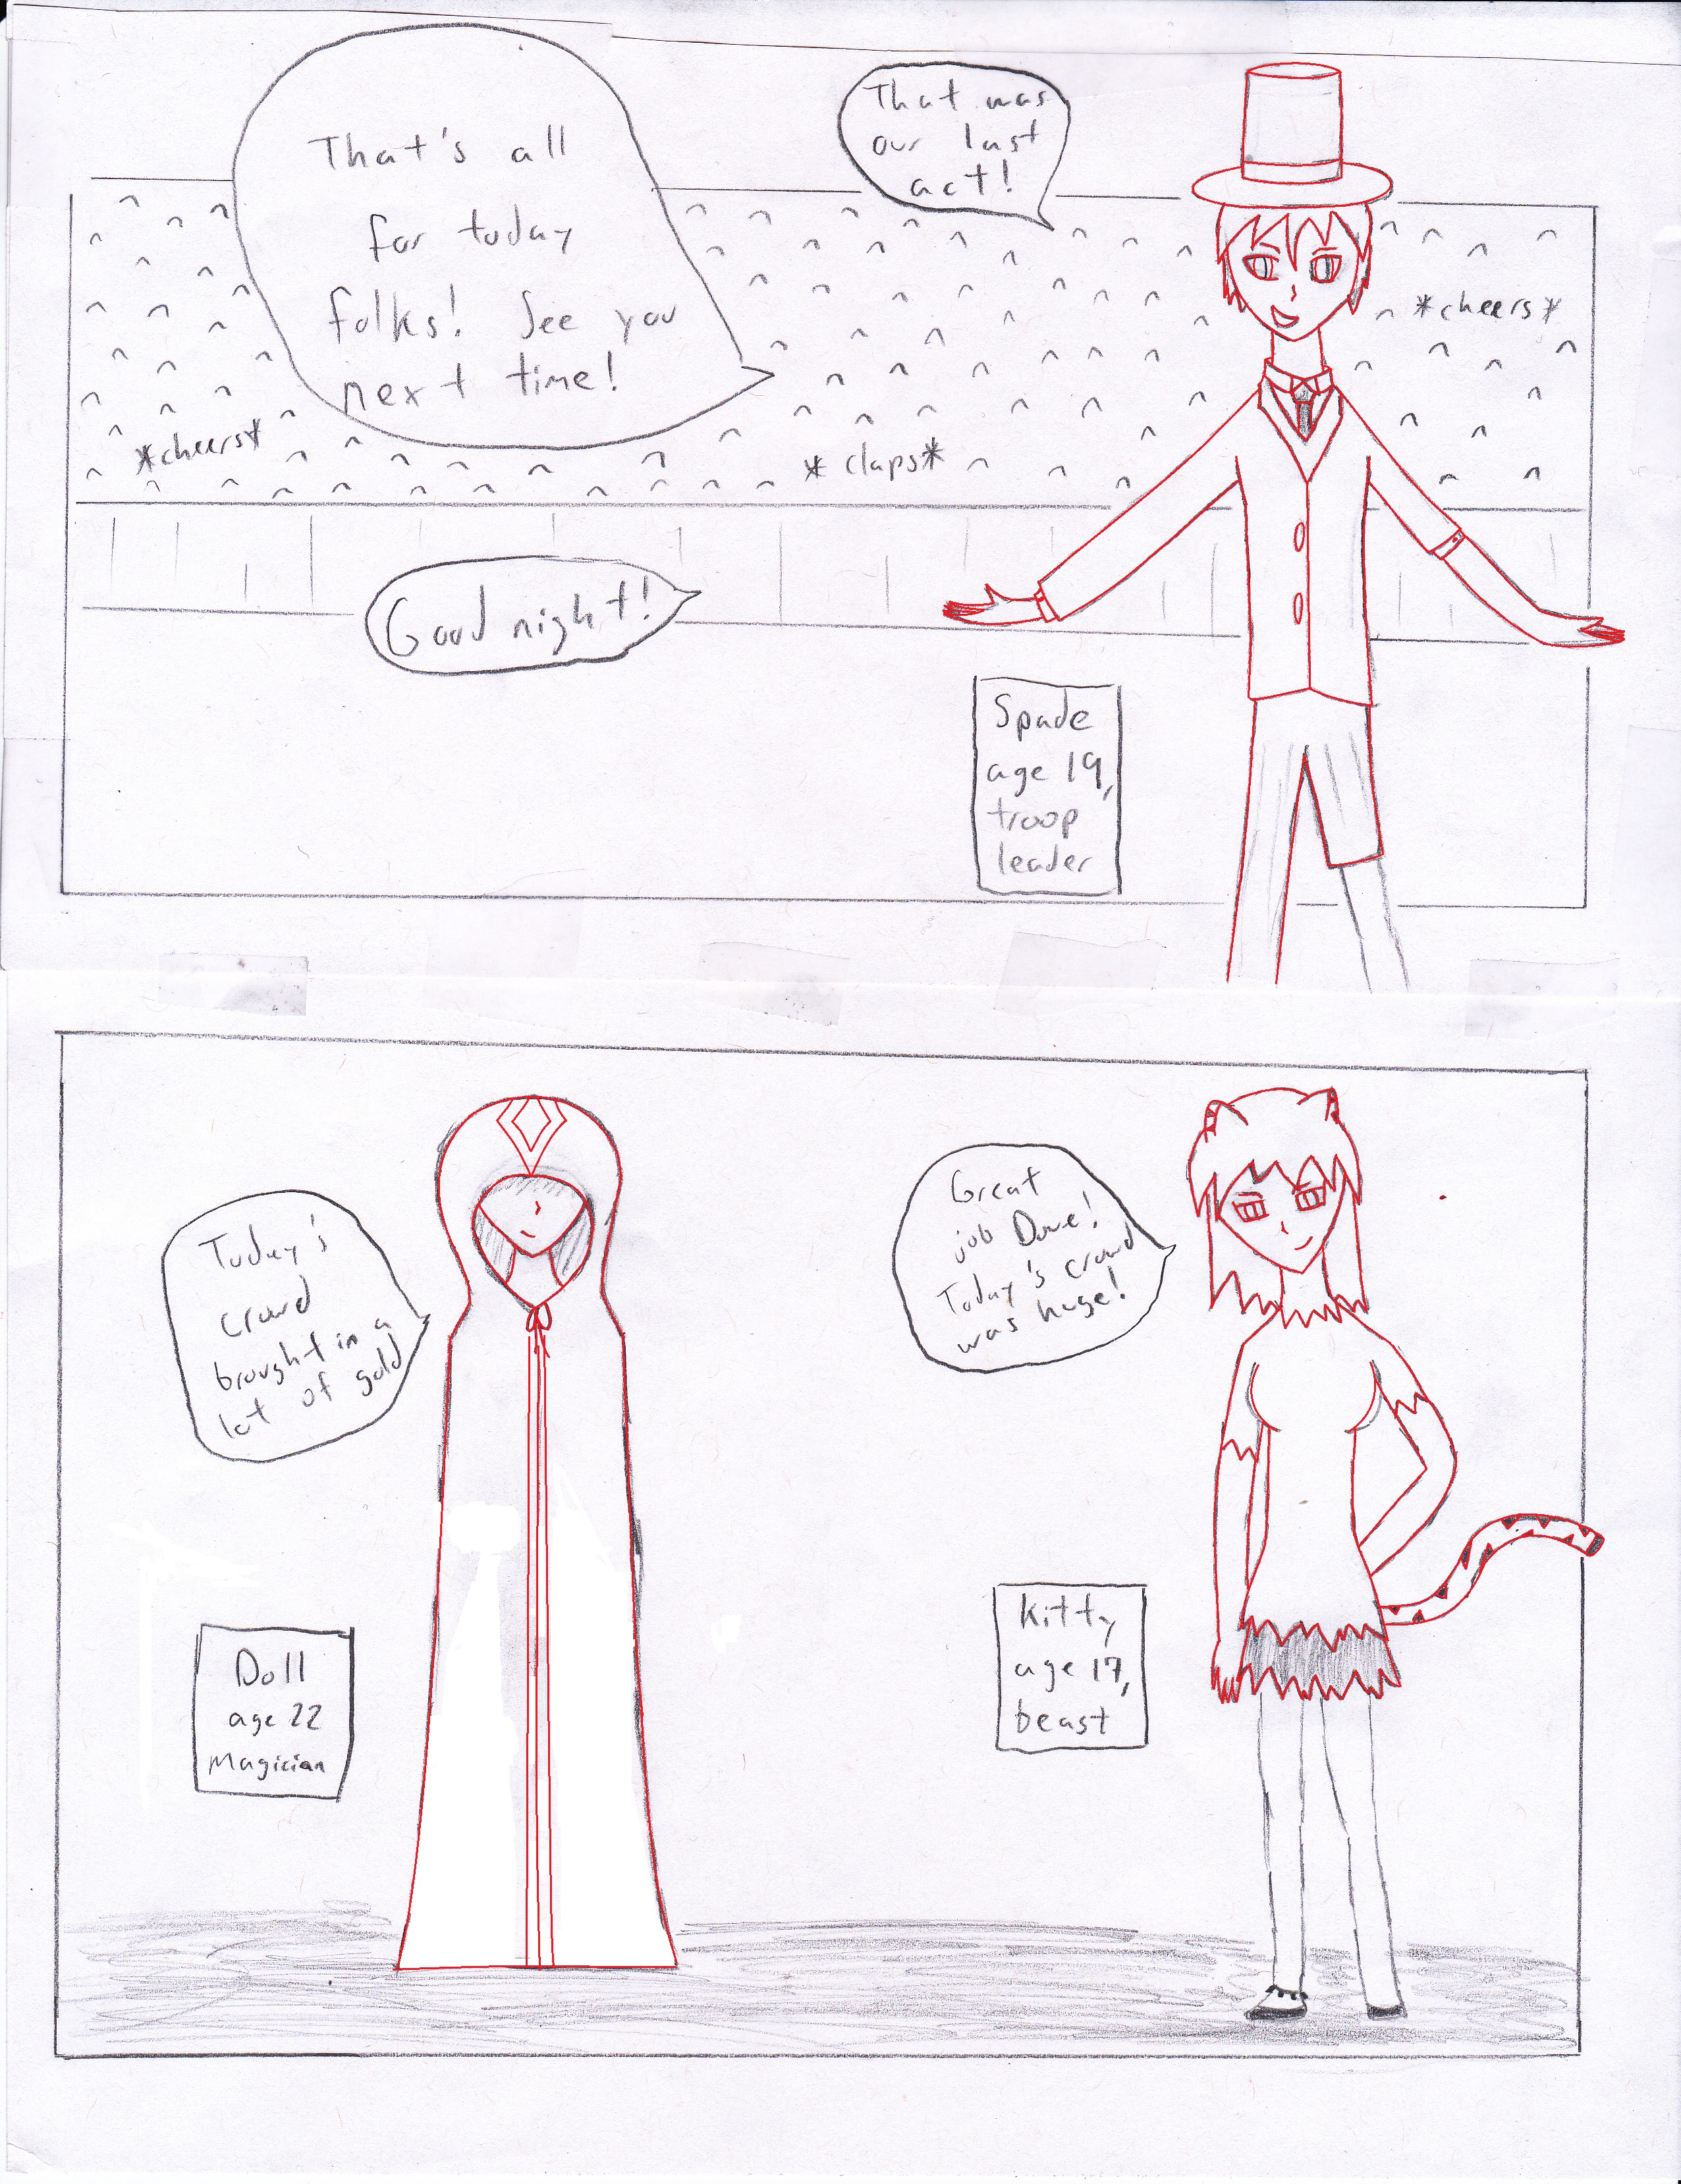 That's all
for today
folks! See you
next time!
That was
our last
act!
*cheers*
*cheers*
*claps*
Good night!
Spade
age 19,
troop
leader
Today's
crowd
brought in a
lot of gold
Great
job Dove!
Today's crowd
was huge!
Doll
age 22
Magician
Kitty
age 17,
beast